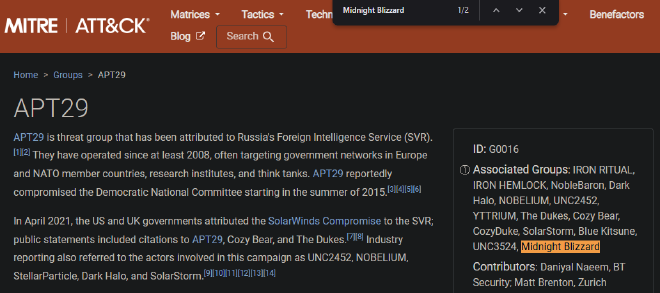 MITRE | ATT&CK®
Matrices
Tactics
Techn
Midnight Blizzard
1/2
Benefactors
Blog
Search
Home > Groups > APT29
APT29
APT29 is threat group that has been attributed to Russia's Foreign Intelligence Service (SVR).
[1][2] They have operated since at least 2008, often targeting government networks in Europe
and NATO member countries, research institutes, and think tanks. APT29 reportedly
compromised the Democratic National Committee starting in the summer of 2015.[3][4][5][6]
In April 2021, the US and UK governments attributed the SolarWinds Compromise to the SVR;
public statements included citations to APT29, Cozy Bear, and The Dukes.[7][8] Industry
reporting also referred to the actors involved in this campaign as UNC2452, NOBELIUM,
StellarParticle, Dark Halo, and SolarStorm.[9][10][11][12][13][14]
ID: G0016
Associated Groups: IRON RITUAL,
IRON HEMLOCK, NobleBaron, Dark
Halo, NOBELIUM, UNC2452,
YTTRIUM, The Dukes, Cozy Bear,
CozyDuke, SolarStorm, Blue Kitsune,
UNC3524, Midnight Blizzard
Contributors: Daniyal Naeem, BT
Security; Matt Brenton, Zurich